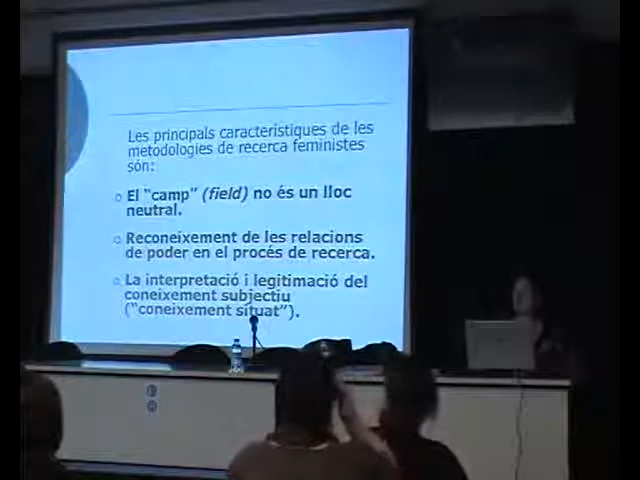 Les principals característiques de les
metodologies de recerca feministes
són:
El “camp” (field) no és un lloc
neutral.
Reconeixement de les relacions
de poder en el procés de recerca.
La interpretació i legitimació del
coneixement subjectiu
(“coneixement situat”).